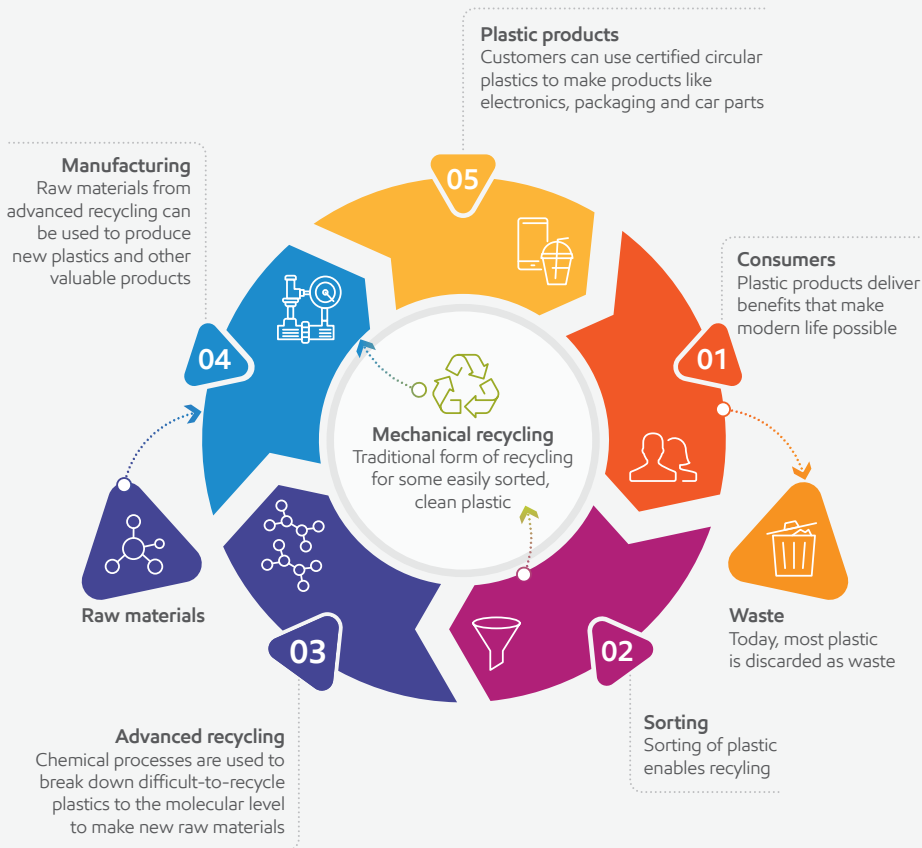 Plastic products
Customers can use certified circular
plastics to make products like
electronics, packaging and car parts
05
Manufacturing
Raw materials from
advanced recycling can
be used to produce
new plastics and other
valuable products
04
Consumers
Plastic products deliver
benefits that make
modern life possible
01
Mechanical recycling
Traditional form of recycling
for some easily sorted,
clean plastic
Raw materials
Waste
Today, most plastic
is discarded as waste
03
02
Advanced recycling
Chemical processes are used to
break down difficult-to-recycle
plastics to the molecular level
to make new raw materials
Sorting
Sorting of plastic
enables recyling